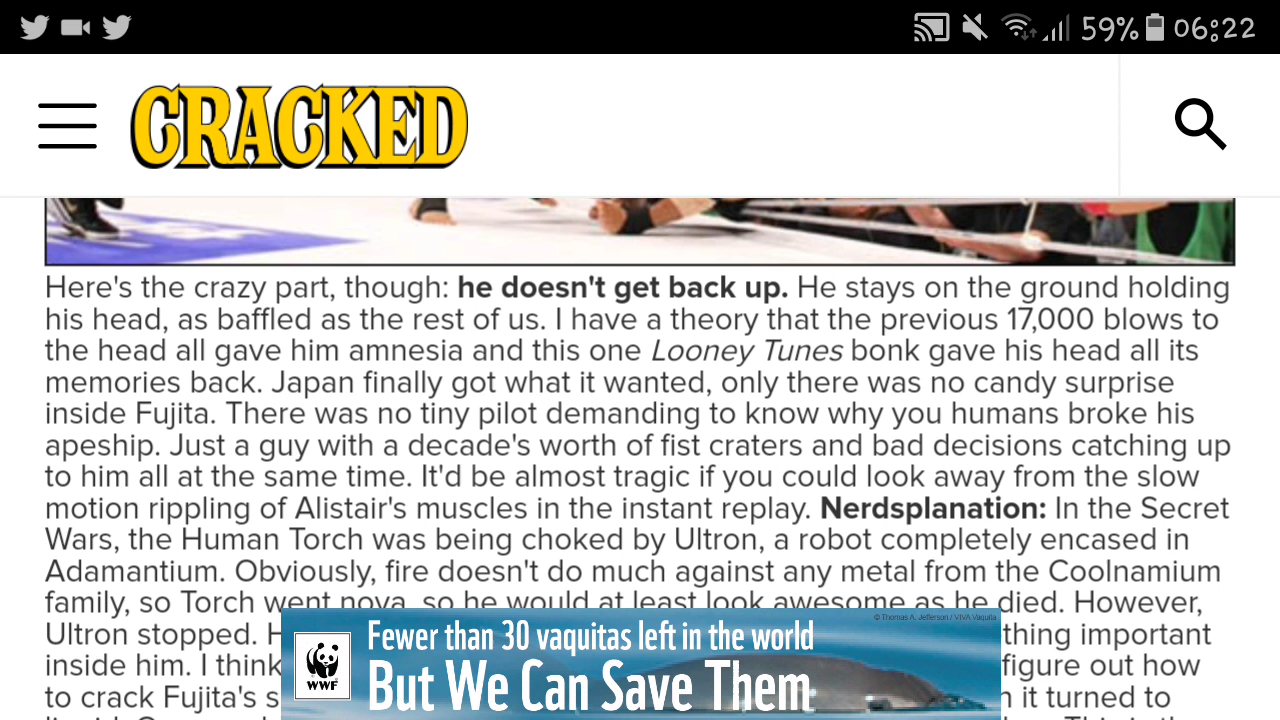 59% 06:22
CRACKED
Here's the crazy part, though: he doesn't get back up. He stays on the ground holding
his head, as baffled as the rest of us. I have a theory that the previous 17,000 blows to
the head all gave him amnesia and this one Looney Tunes bonk gave his head all its
memories back. Japan finally got what it wanted, only there was no candy surprise
inside Fujita. There was no tiny pilot demanding to know why you humans broke his
apeship. Just a guy with a decade's worth of fist craters and bad decisions catching up
to him all at the same time. It'd be almost tragic if you could look away from the slow
motion rippling of Alistair's muscles in the instant replay. Nerdsplanation: In the Secret
Wars, the Human Torch was being choked by Ultron, a robot completely encased in
Adamantium. Obviously, fire doesn't do much against any metal from the Coolnamium
family, so Torch went nova, so he would at least look awesome as he died. However,
Ultron stopped. thing important
inside him. I think figure out how
to crack Fujita's it turned to
© Thomas A. Jefferson / VIVA Vaquita
Fewer than 30 vaquitas left in the world
WWF
But We Can Save Them